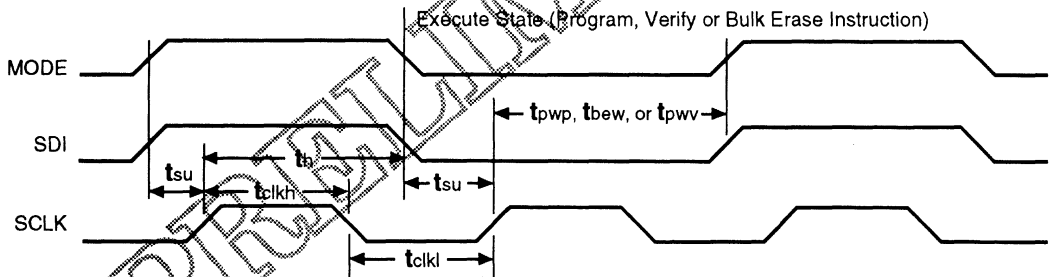 Execute State (Program, Verify or Bulk Erase Instruction)
MODE
tpwp, tbew, or tpwv
SDI
tsu
th
tclkh
tsu
SCLK
tclkl
PRELIM